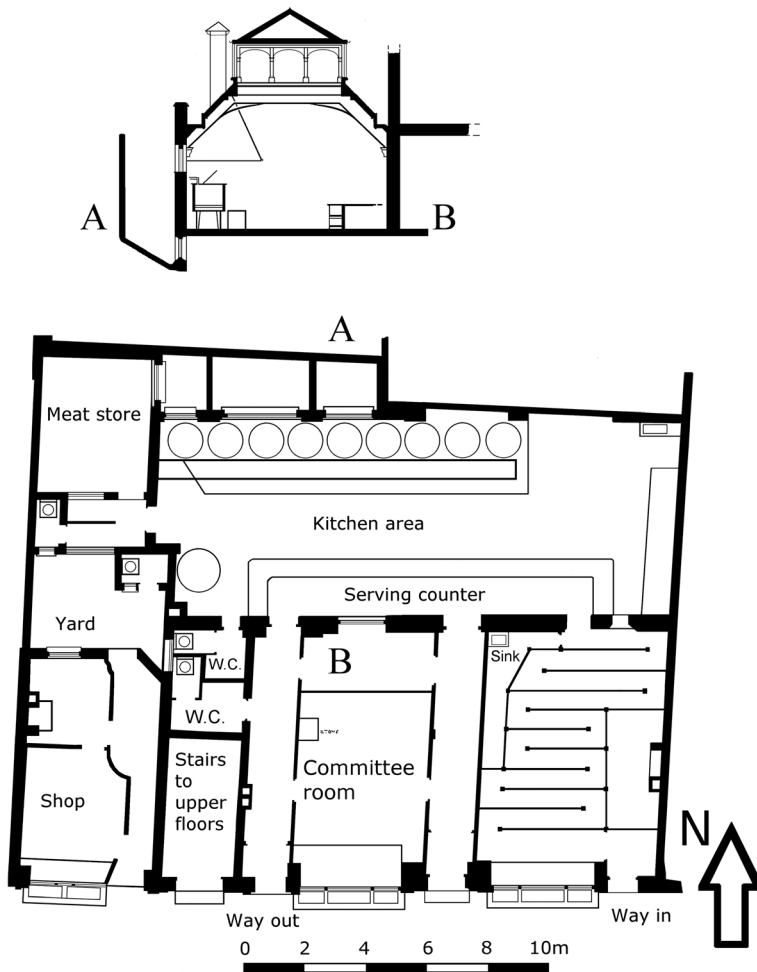 A
B
A
Meat store
Kitchen area
Serving counter
Yard
B
Sink
W.C.
W.C.
Stairs
to
upper
floors
Committee
room
Shop
N
Way out
Way in
0 2 4 6 8 10m